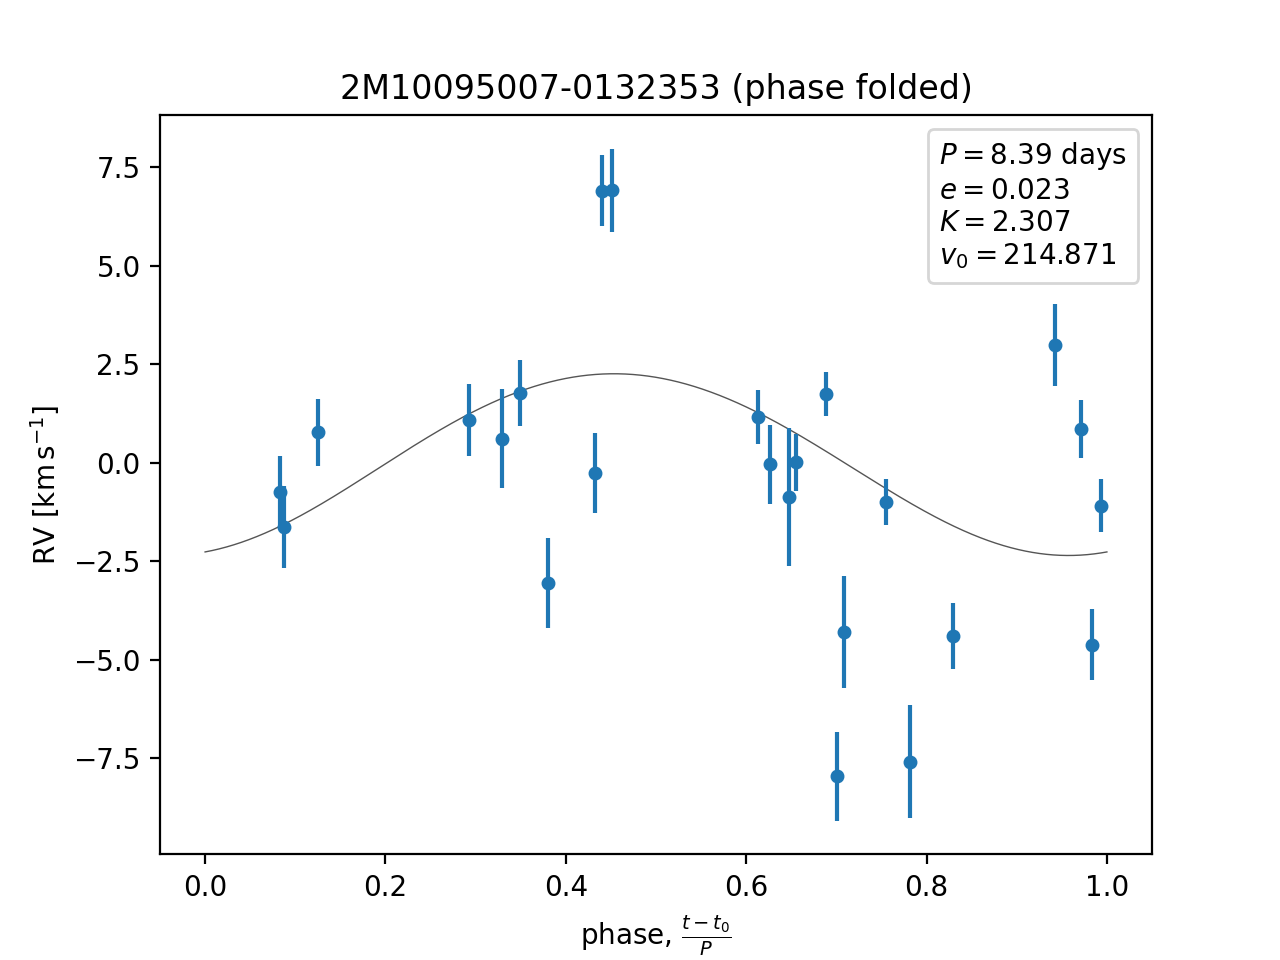 2M10095007-0132353 (phase folded)
P = 8.39 days
e = 0.023
K = 2.307
v₀ = 214.871
RV [km s⁻¹]
7.5
5.0
2.5
0.0
−2.5
−5.0
−7.5
0.0 0.2 0.4 0.6 0.8 1.0
phase, (t − t₀)/P